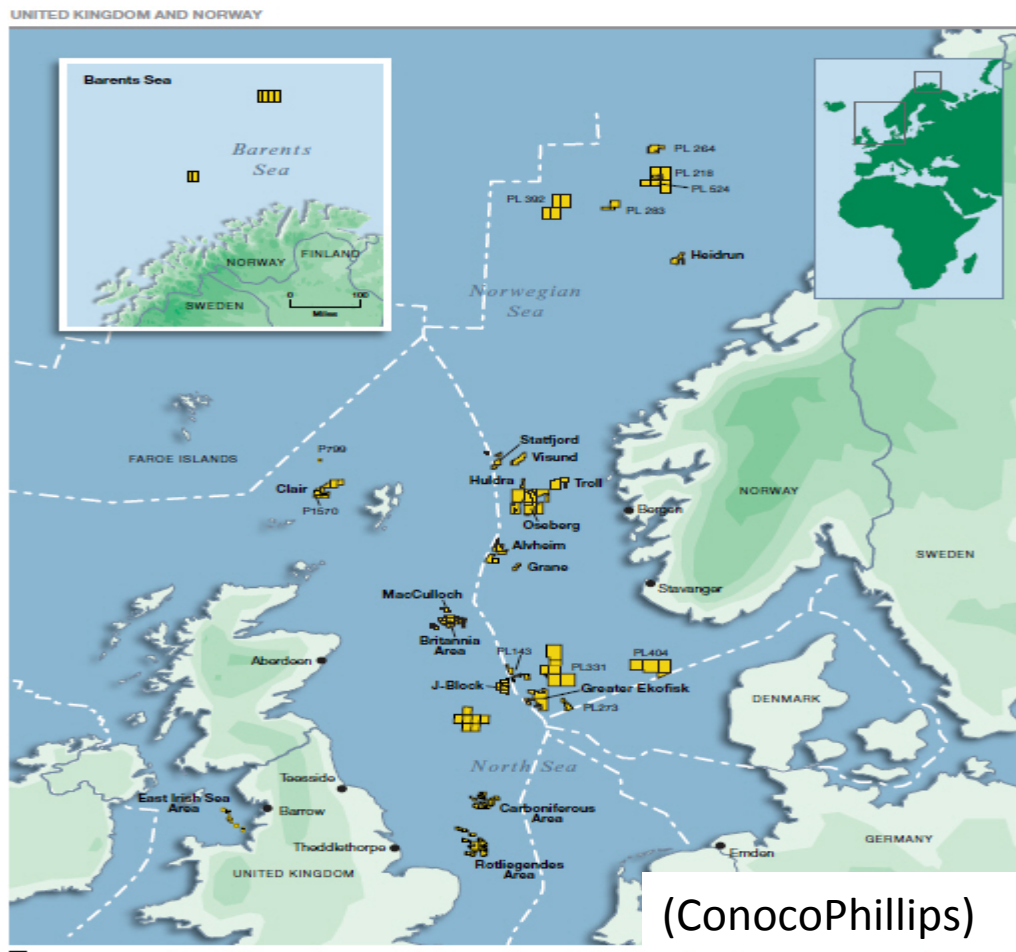 UNITED KINGDOM AND NORWAY
Barents Sea
Barents
Sea
NORWAY
FINLAND
SWEDEN
0 100
Miles
PL 264
PL 218
PL 524
PL 392
PL 283
Heidrun
Norwegian
Sea
FAROE ISLANDS
P799
Clair
P1570
Statfjord
Visund
Huldra
Troll
Oseberg
Bergen
NORWAY
SWEDEN
Alvheim
Grane
Stavanger
MacCulloch
Britannia
Area
Aberdeen
PL143
PL331
PL404
J-Block
Greater Ekofisk
PL273
DENMARK
North Sea
Teesside
East Irish Sea
Area
Barrow
Carboniferous
Area
Theddlethorpe
Rotliegendes
Area
UNITED KINGDOM
Emden
GERMANY
(ConocoPhillips)